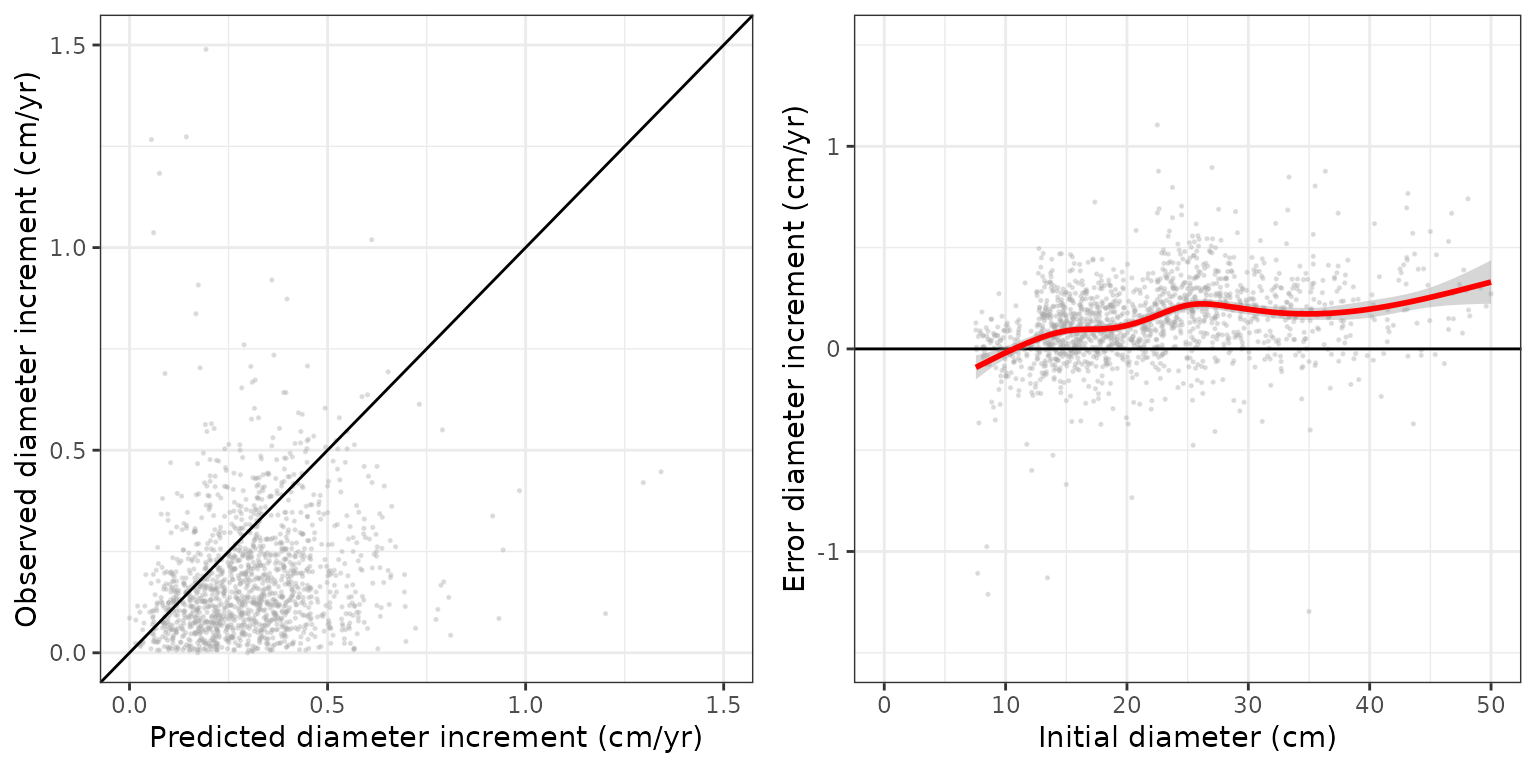 Observed diameter increment (cm/yr)
1.5
1.0
0.5
0.0
0.0 0.5 1.0 1.5
Predicted diameter increment (cm/yr)
Error diameter increment (cm/yr)
1
0
-1
0 10 20 30 40 50
Initial diameter (cm)